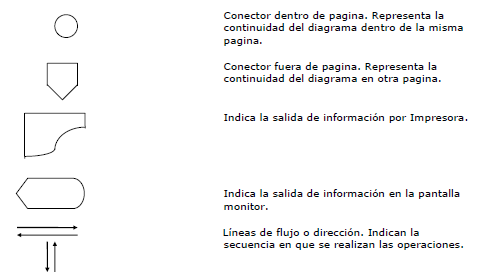 Conector dentro de pagina. Representa la
continuidad del diagrama dentro de la misma
pagina.
Conector fuera de pagina. Representa la
continuidad del diagrama en otra pagina.
Indica la salida de información por Impresora.
Indica la salida de información en la pantalla
monitor.
Líneas de flujo o dirección. Indican la
secuencia en que se realizan las operaciones.